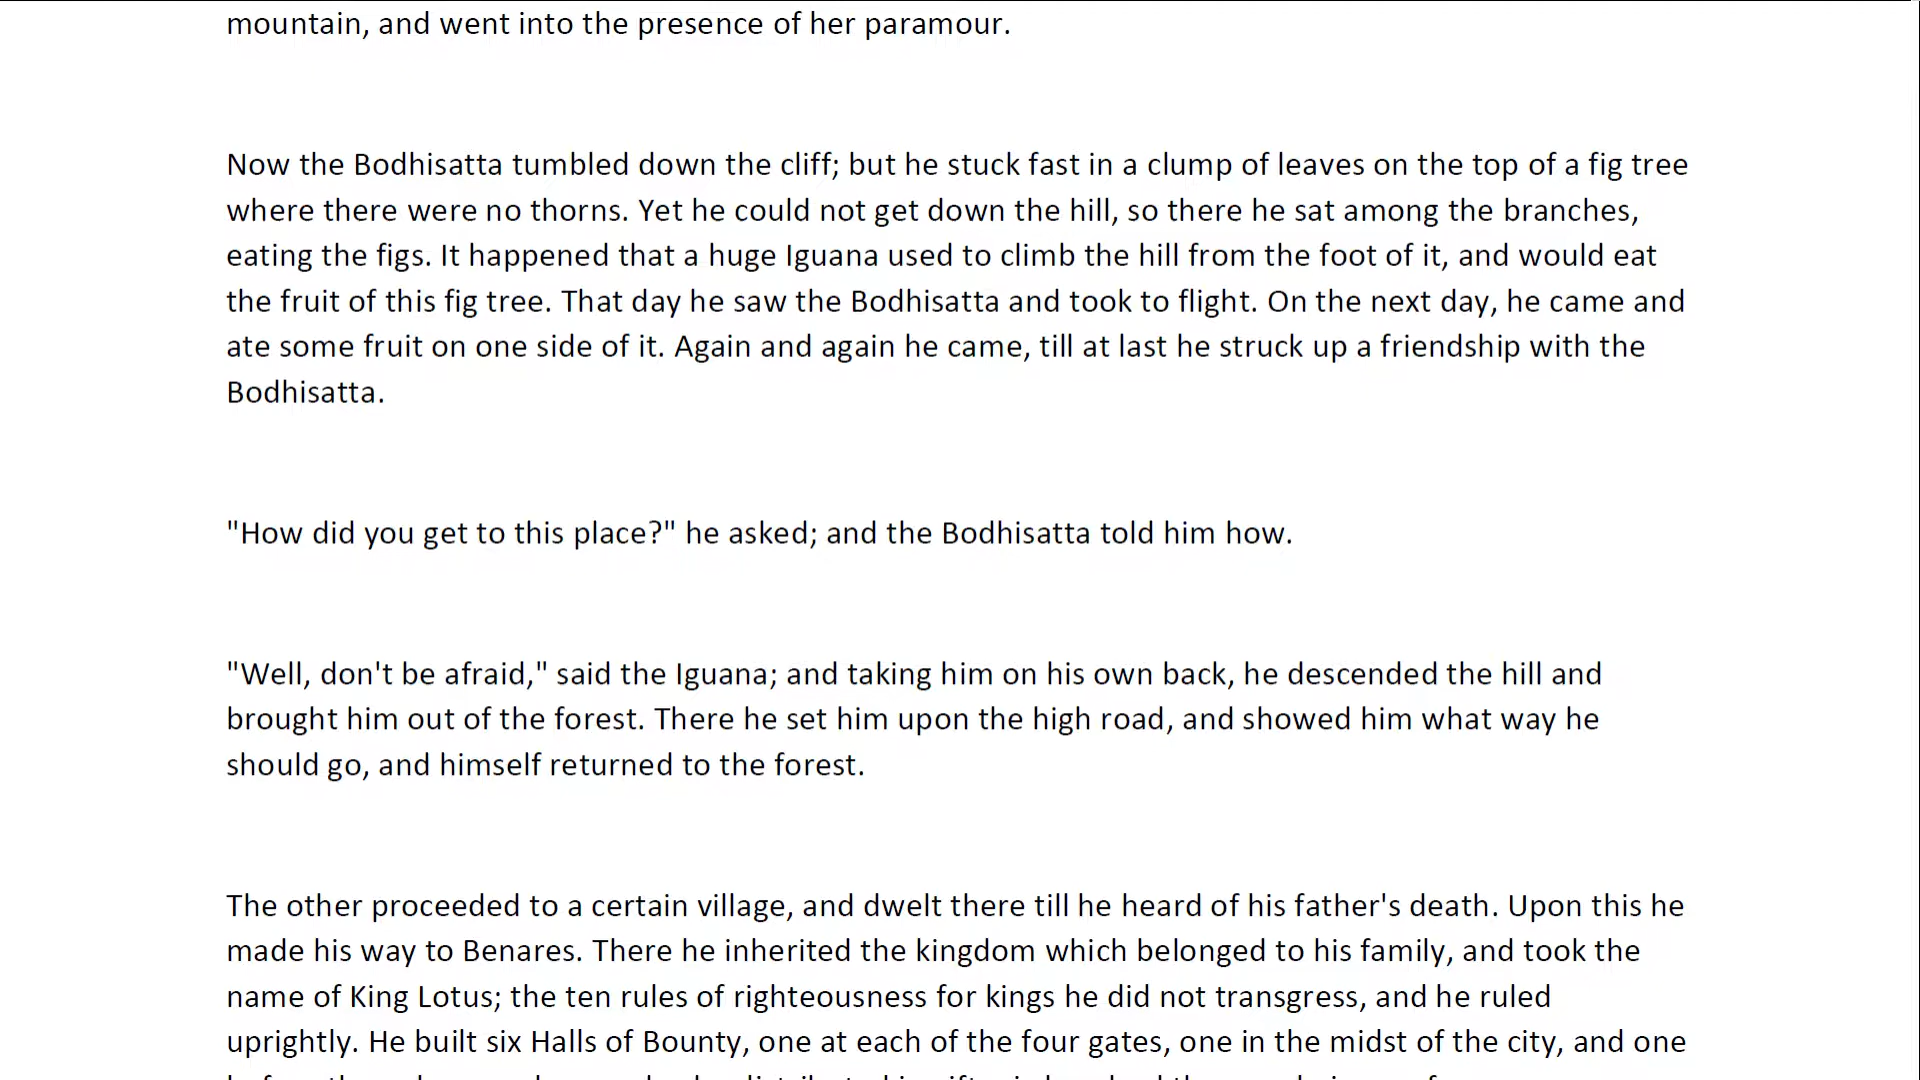 mountain, and went into the presence of her paramour.
Now the Bodhisatta tumbled down the cliff; but he stuck fast in a clump of leaves on the top of a fig tree
where there were no thorns. Yet he could not get down the hill, so there he sat among the branches,
eating the figs. It happened that a huge Iguana used to climb the hill from the foot of it, and would eat
the fruit of this fig tree. That day he saw the Bodhisatta and took to flight. On the next day, he came and
ate some fruit on one side of it. Again and again he came, till at last he struck up a friendship with the
Bodhisatta.
"How did you get to this place?" he asked; and the Bodhisatta told him how.
"Well, don't be afraid," said the Iguana; and taking him on his own back, he descended the hill and
brought him out of the forest. There he set him upon the high road, and showed him what way he
should go, and himself returned to the forest.
The other proceeded to a certain village, and dwelt there till he heard of his father's death. Upon this he
made his way to Benares. There he inherited the kingdom which belonged to his family, and took the
name of King Lotus; the ten rules of righteousness for kings he did not transgress, and he ruled
uprightly. He built six Halls of Bounty, one at each of the four gates, one in the midst of the city, and one